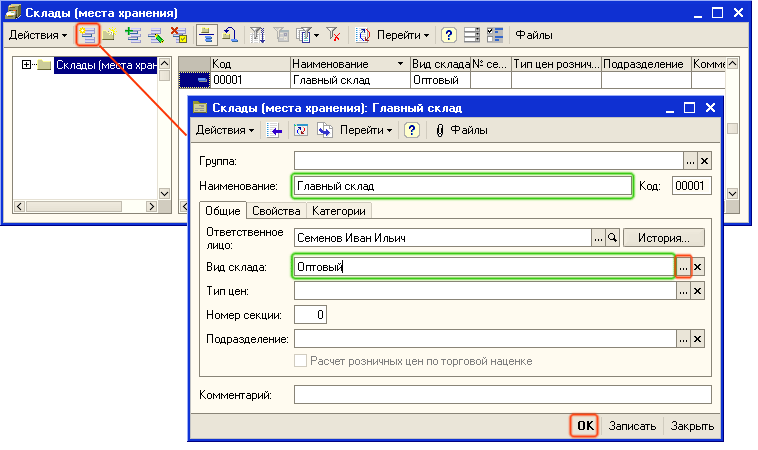 Склады (места хранения)
Действия Перейти Файлы
Склады (места хран
Код Наименование Вид склада № се... Тип цен рознич... Подразделение Комме
00001 Главный склад Оптовый
Склады (места хранения): Главный склад
Действия Перейти Файлы
Группа:
Наименование: Главный склад Код: 00001
Общие Свойства Категории
Ответственное
лицо: Семенов Иван Ильич История...
Вид склада: Оптовый
Тип цен:
Номер секции: 0
Подразделение:
Расчет розничных цен по торговой наценке
Комментарий:
OK Записать Закрыть